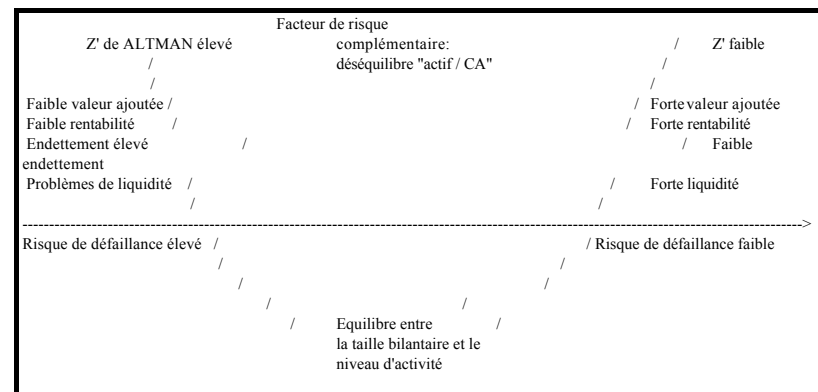 Facteur de risque
Z' de ALTMAN élevé complémentaire: / Z' faible
/ déséquilibre "actif / CA" /
/ /
Faible valeur ajoutée / / Forte valeur ajoutée
Faible rentabilité / / Forte rentabilité
Endettement élevé / / Faible
endettement
Problèmes de liquidité / / Forte liquidité
/ /
----------------------------------------------------------------------------------------------------------------------------------------------------->
Risque de défaillance élevé / / Risque de défaillance faible
/ /
/ /
/ /
/ Equilibre entre /
la taille bilantaire et le
niveau d'activité